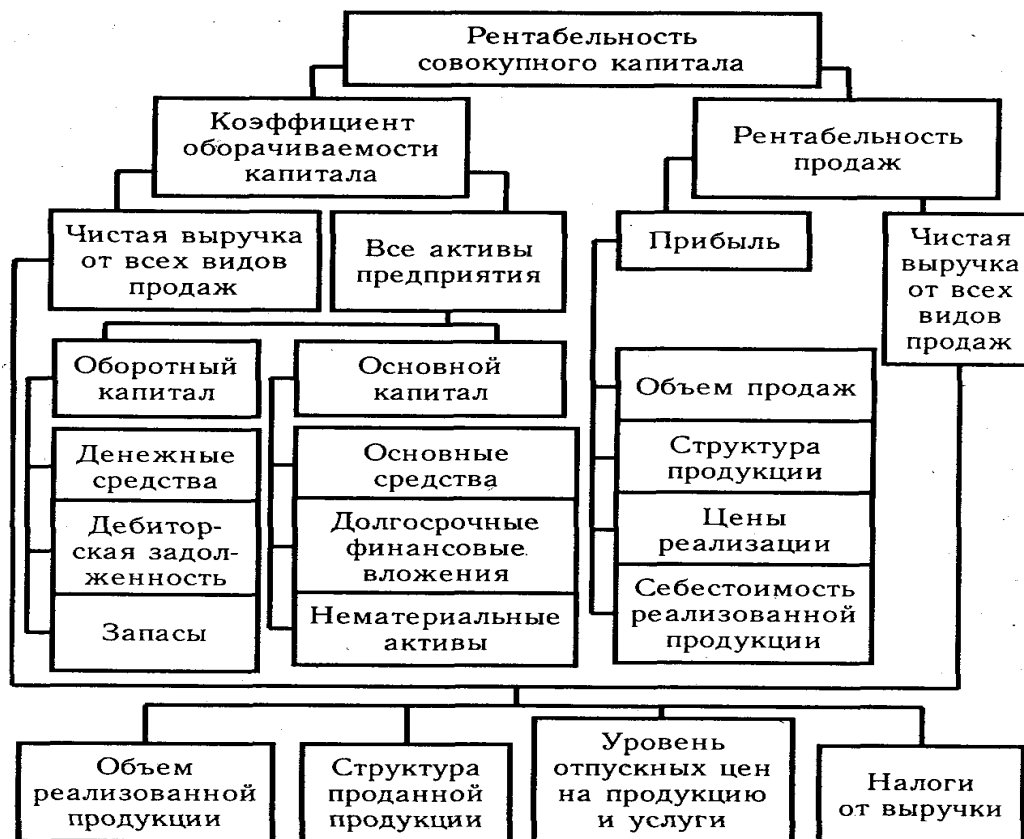 Рентабельность
совокупного капитала
Коэффициент
оборачиваемости
капитала
Рентабельность
продаж
Чистая выручка
от всех видов
продаж
Все активы
предприятия
Прибыль
Чистая
выручка
от всех
видов
продаж
Оборотный
капитал
Основной
капитал
Объем продаж
Денежные
средства
Основные
средства
Структура
продукции
Дебитор-
ская задол-
женность
Долгосрочные
финансовые
вложения
Цены
реализации
Запасы
Нематериальные
активы
Себестоимость
реализованной
продукции
Объем
реализованной
продукции
Структура
проданной
продукции
Уровень
отпускных цен
на продукцию
и услуги
Налоги
от выручки